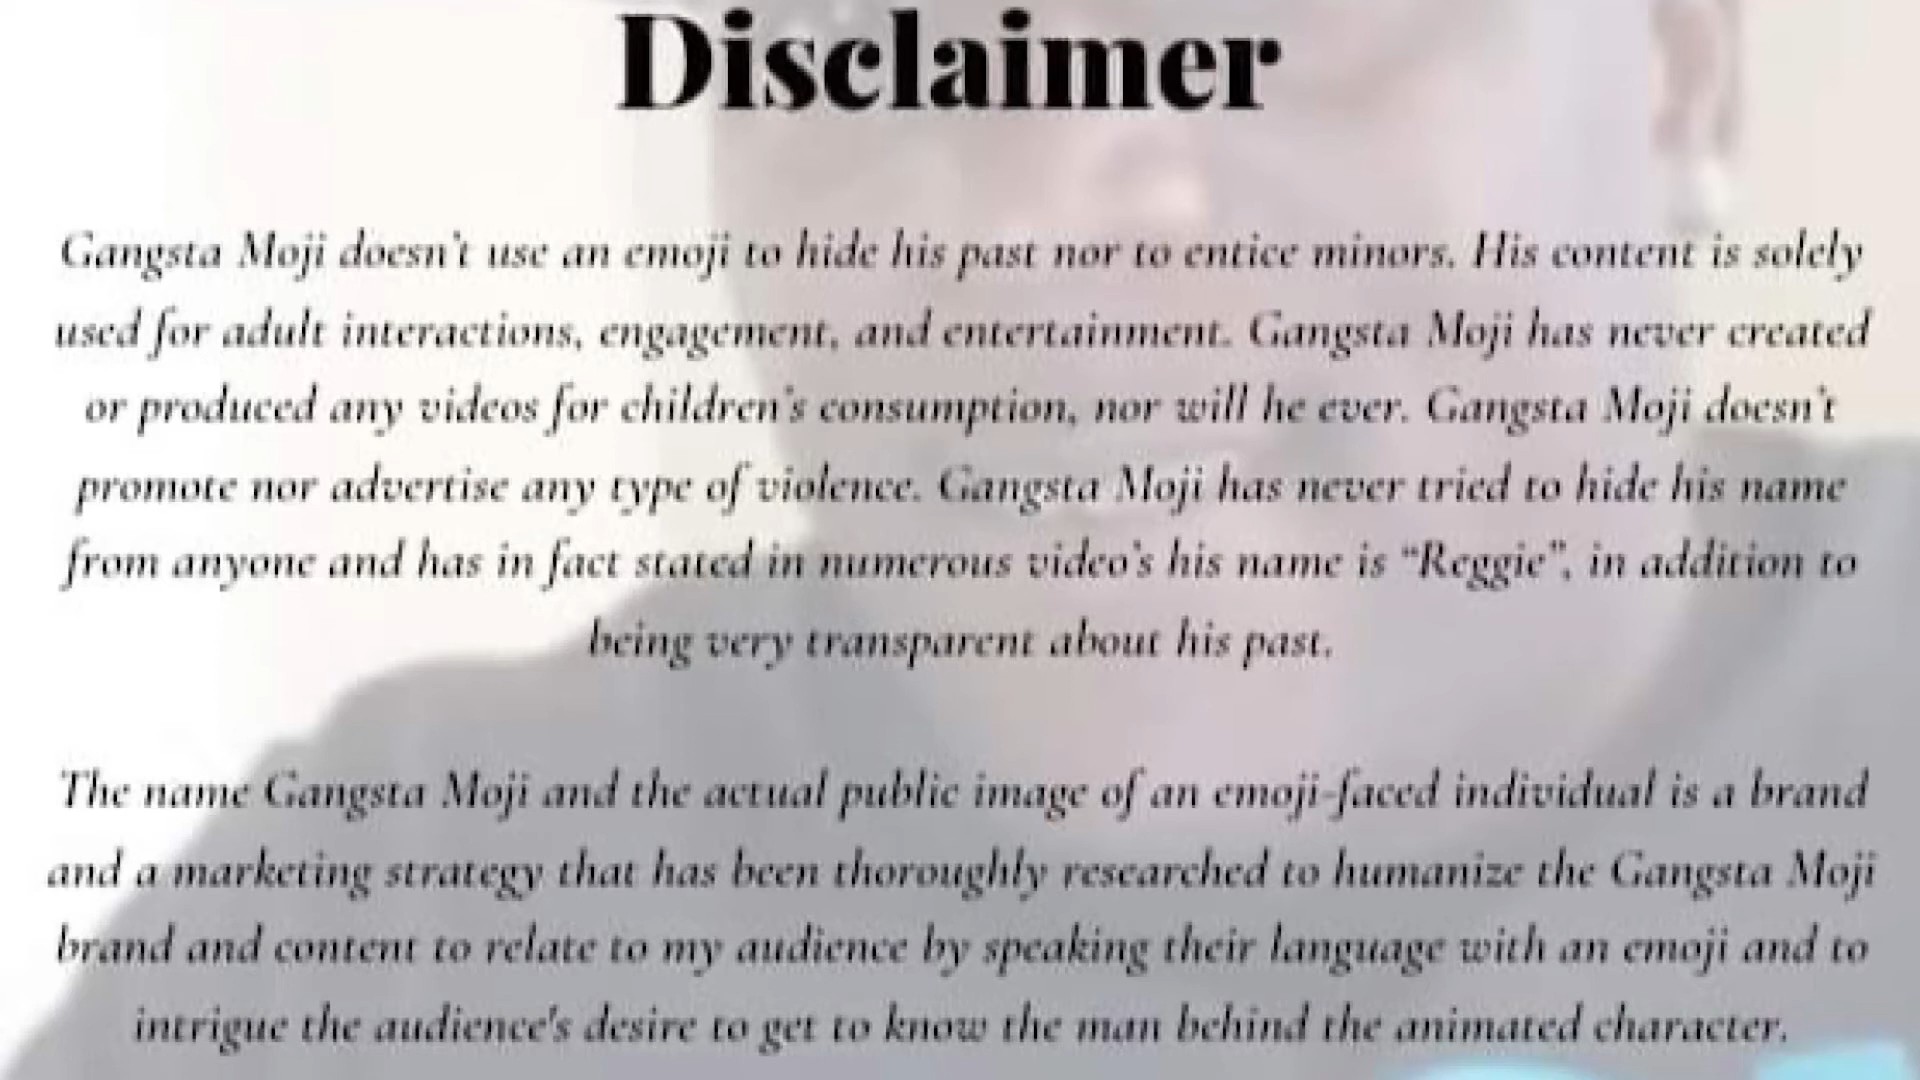 Disclaimer
Gangsta Moji doesn't use an emoji to hide his past nor to entice minors. His content is solely
used for adult interactions, engagement, and entertainment. Gangsta Moji has never created
or produced any videos for children's consumption, nor will he ever. Gangsta Moji doesn't
promote nor advertise any type of violence. Gangsta Moji has never tried to hide his name
from anyone and has in fact stated in numerous video's his name is “Reggie”, in addition to
being very transparent about his past.
The name Gangsta Moji and the actual public image of an emoji-faced individual is a brand
and a marketing strategy that has been thoroughly researched to humanize the Gangsta Moji
brand and content to relate to my audience by speaking their language with an emoji and to
intrigue the audience's desire to get to know the man behind the animated character.